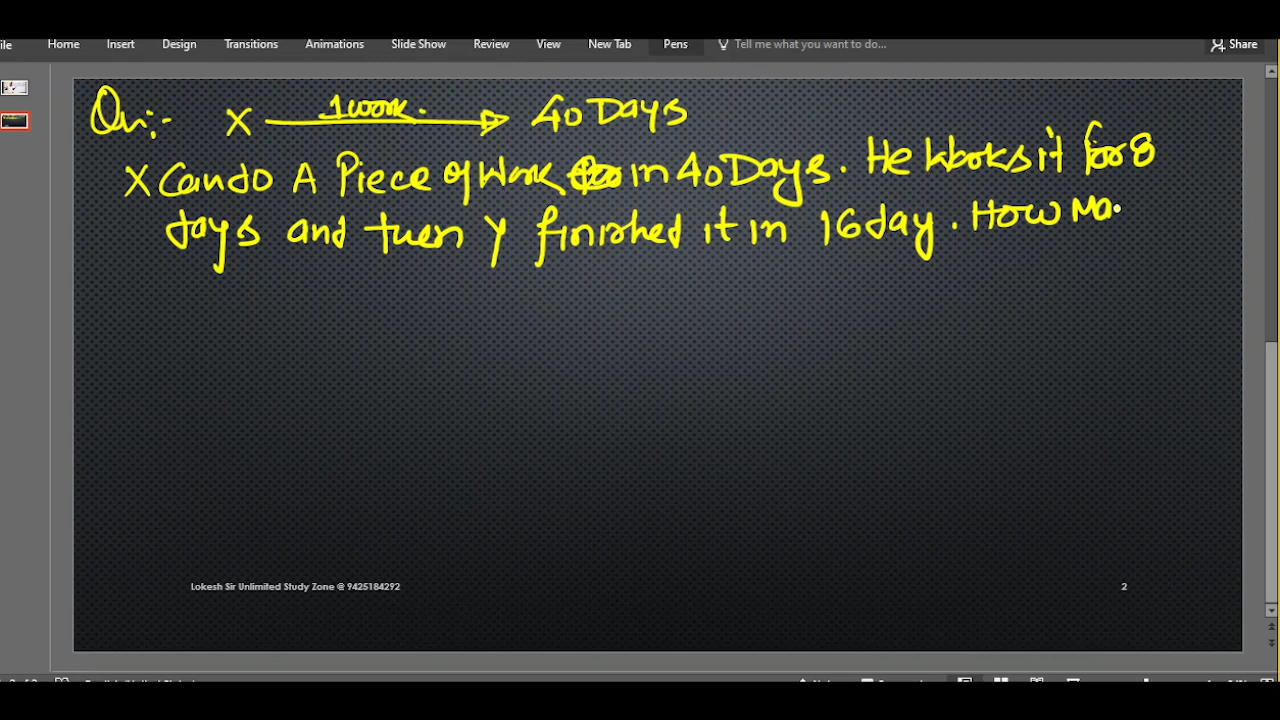 File Home Insert Design Transitions Animations Slide Show Review View New Tab Pens Tell me what you want to do... Share
Qu:- X 1 work. 40 Days
X Can do A Piece of Work in 40 Days. He works it for 8
days and then Y finished it in 16 day. How Ma
Lokesh Sir Unlimited Study Zone @ 9425184292 2